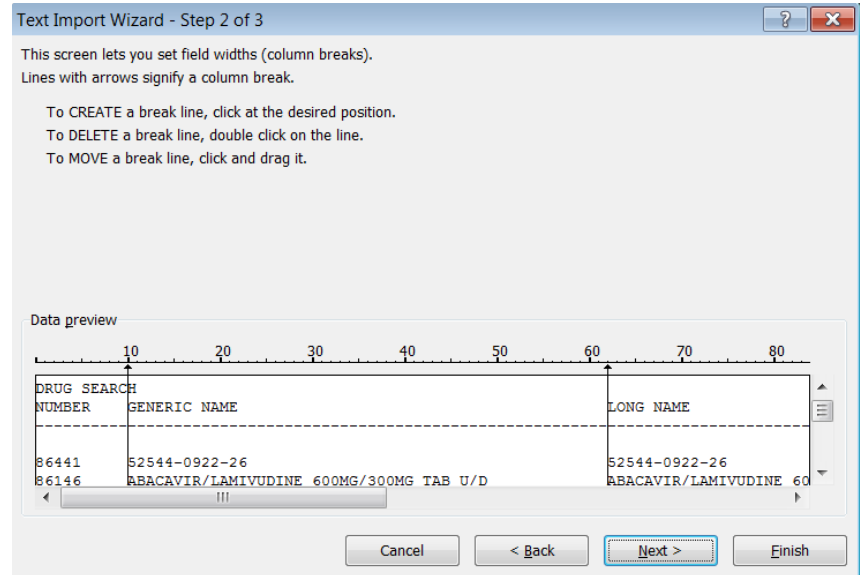 Text Import Wizard - Step 2 of 3
This screen lets you set field widths (column breaks).
Lines with arrows signify a column break.
To CREATE a break line, click at the desired position.
To DELETE a break line, double click on the line.
To MOVE a break line, click and drag it.
Data preview
10 20 30 40 50 60 70 80
DRUG SEARCH
NUMBER GENERIC NAME LONG NAME
86441 52544-0922-26 52544-0922-26
86146 ABACAVIR/LAMIVUDINE 600MG/300MG TAB U/D ABACAVIR/LAMIVUDINE 60
Cancel < Back Next > Finish